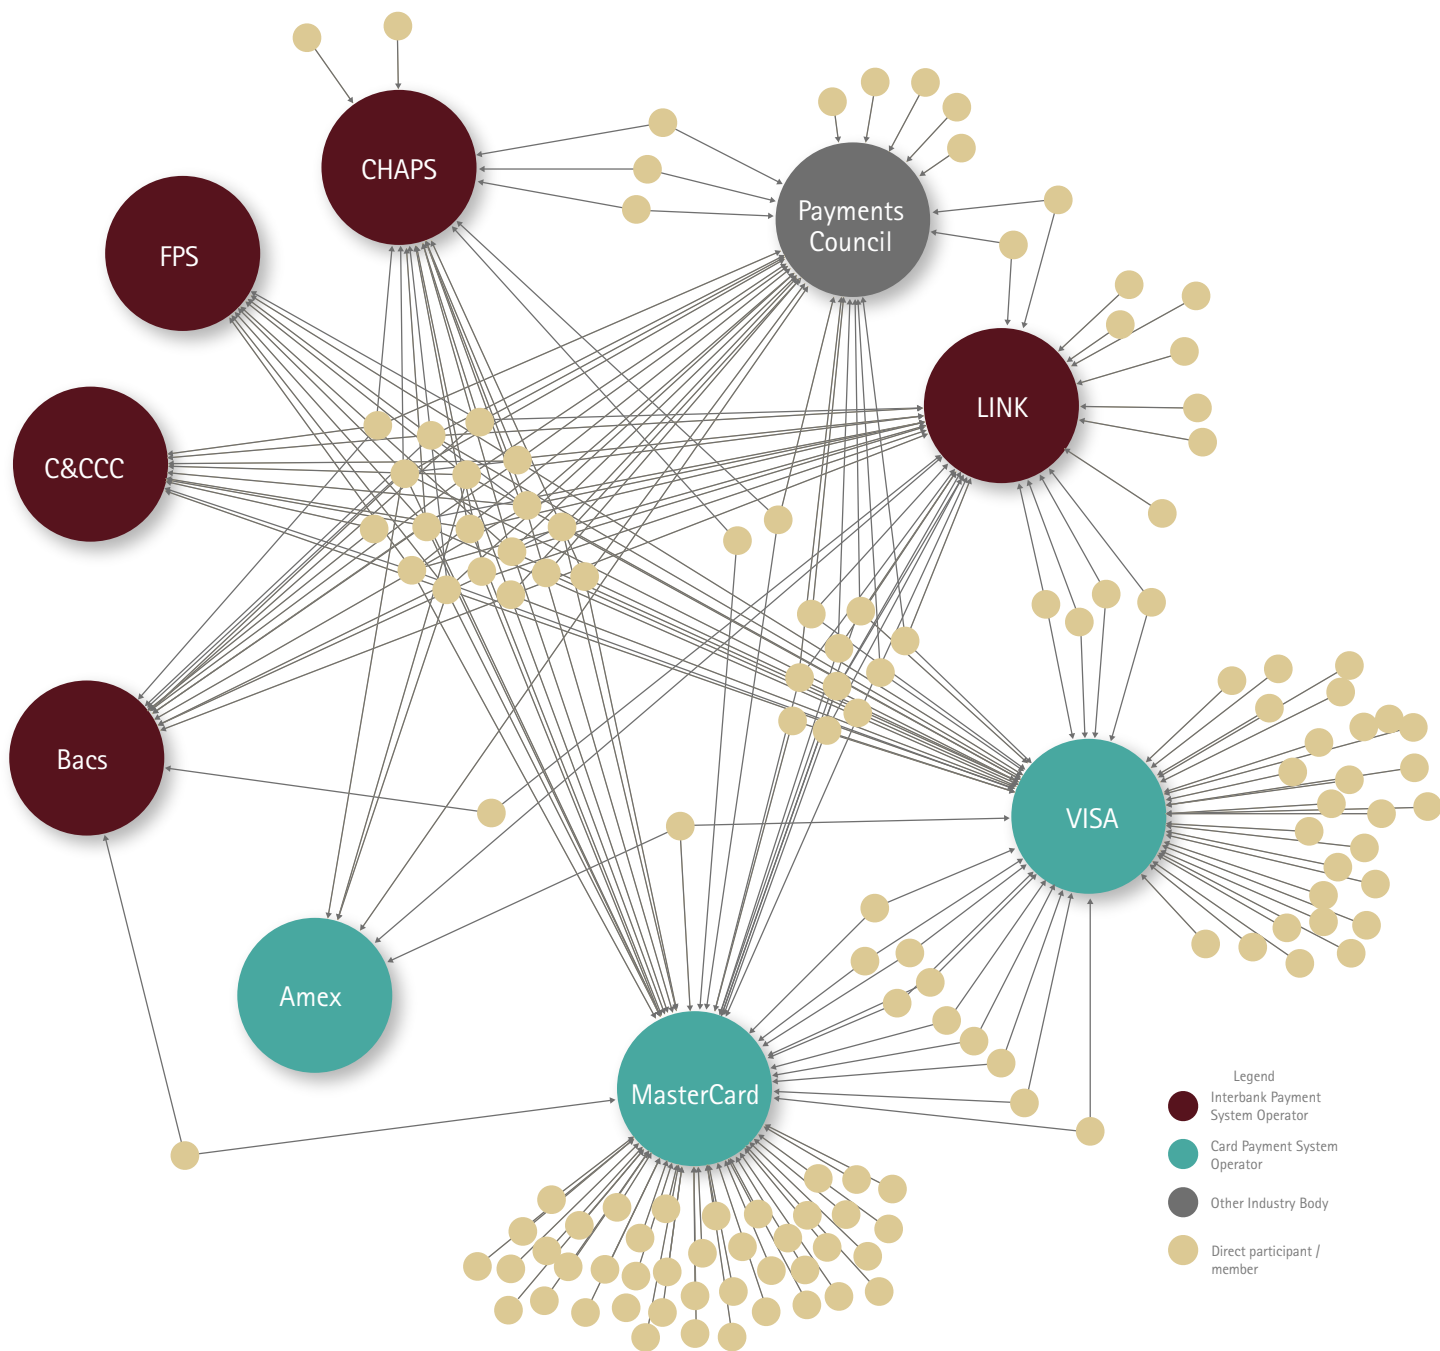 CHAPS
Payments
Council
FPS
LINK
C&CCC
Bacs
VISA
Amex
MasterCard
Legend
Interbank Payment
System Operator
Card Payment System
Operator
Other Industry Body
Direct participant /
member